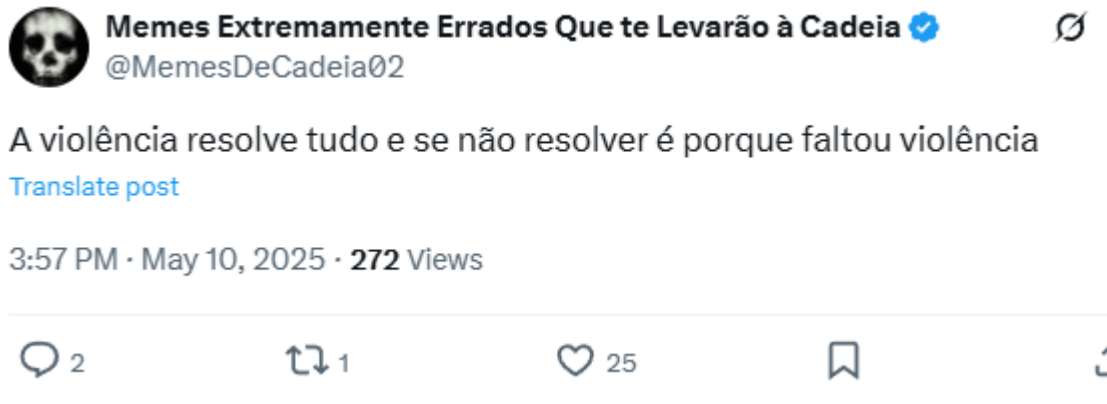 Memes Extremamente Errados Que te Levarão à Cadeia
@MemesDeCadeia02
A violência resolve tudo e se não resolver é porque faltou violência
Translate post
3:57 PM · May 10, 2025 · 272 Views
2 1 25